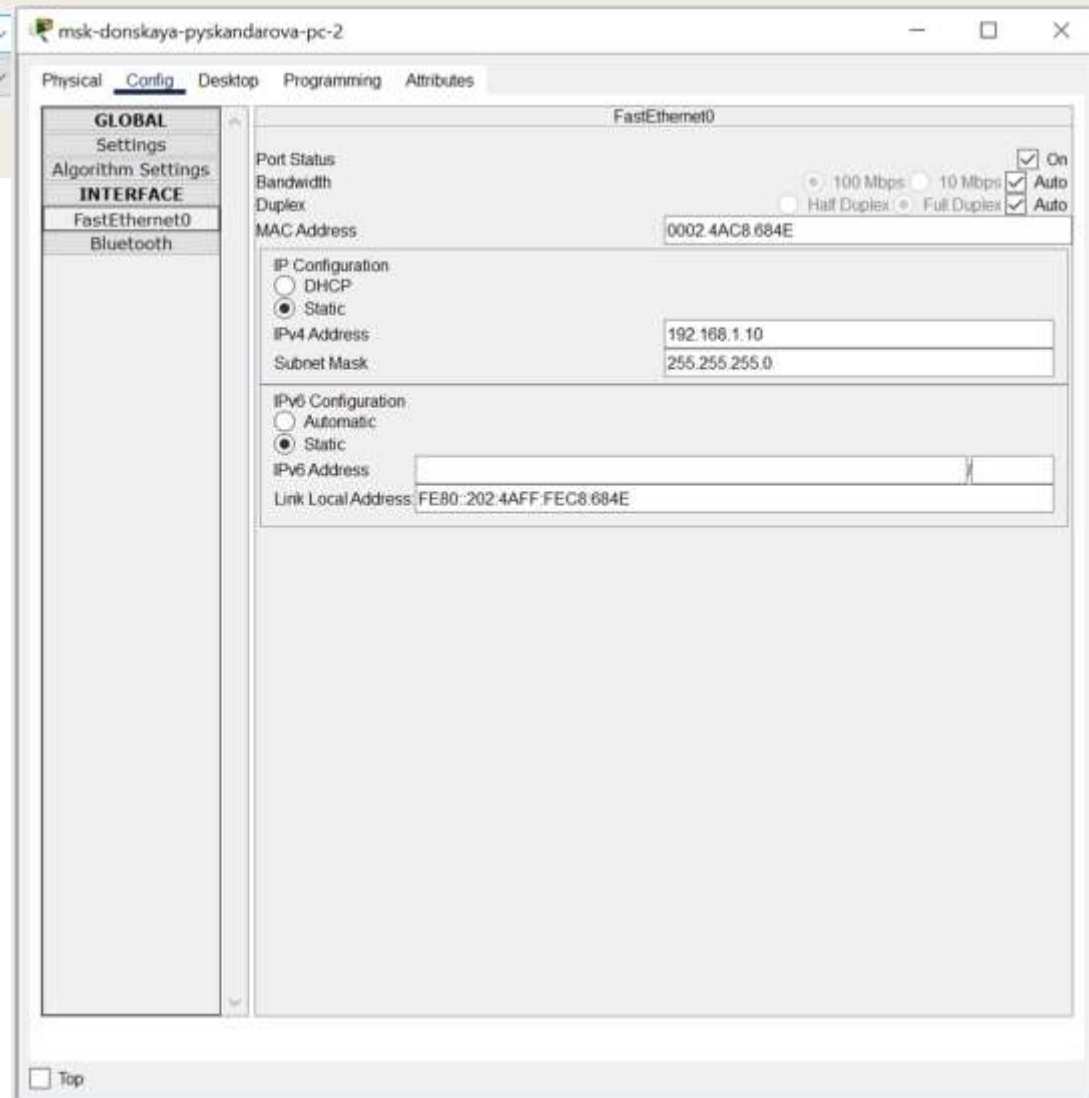 msk-donskaya-pyskandarova-pc-2
Physical Config Desktop Programming Attributes
GLOBAL
Settings
Algorithm Settings
INTERFACE
FastEthernet0
Bluetooth
FastEthernet0
Port Status On
Bandwidth 100 Mbps 10 Mbps Auto
Duplex Half Duplex Full Duplex Auto
MAC Address 0002.4AC8.684E
IP Configuration
DHCP
Static
IPv4 Address 192.168.1.10
Subnet Mask 255.255.255.0
IPv6 Configuration
Automatic
Static
IPv6 Address /
Link Local Address: FE80::202:4AFF:FEC8:684E
Top